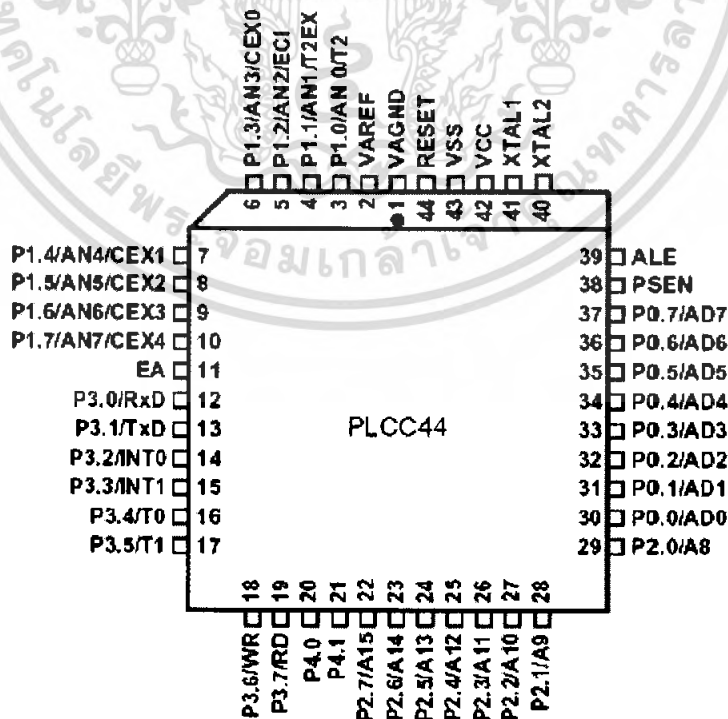 P1.3/AN3/CEX0
P1.2/AN2/ECI
P1.1/AN1/T2EX
P1.0/AN 0/T2
VAREF
VAGND
RESET
VSS
VCC
XTAL1
XTAL2
6 5 4 3 2 1 44 43 42 41 40
P1.4/AN4/CEX1 7
P1.5/AN5/CEX2 8
P1.6/AN6/CEX3 9
P1.7/AN7/CEX4 10
EA 11
P3.0/RxD 12
P3.1/TxD 13
P3.2/INT0 14
P3.3/INT1 15
P3.4/T0 16
P3.5/T1 17
PLCC44
39 ALE
38 PSEN
37 P0.7/AD7
36 P0.6/AD6
35 P0.5/AD5
34 P0.4/AD4
33 P0.3/AD3
32 P0.2/AD2
31 P0.1/AD1
30 P0.0/AD0
29 P2.0/A8
18 19 20 21 22 23 24 25 26 27 28
P3.6/WR
P3.7/RD
P4.0
P4.1
P2.7/A15
P2.6/A14
P2.5/A13
P2.4/A12
P2.3/A11
P2.2/A10
P2.1/A9